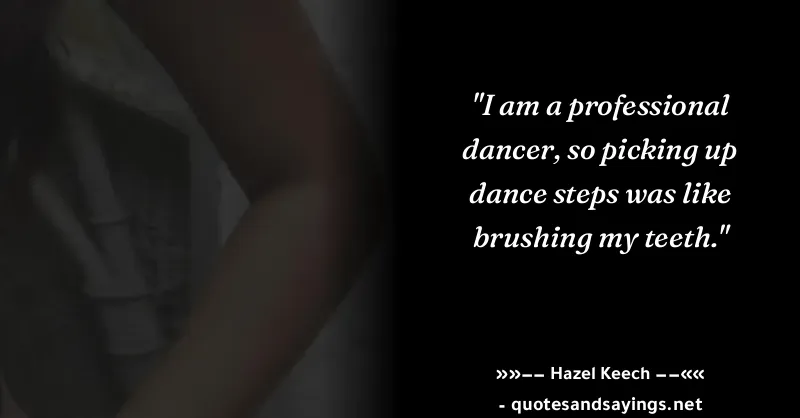 "I am a professional
dancer, so picking up
dance steps was like
brushing my teeth."
»»−− Hazel Keech −−««
- quotesandsayings.net